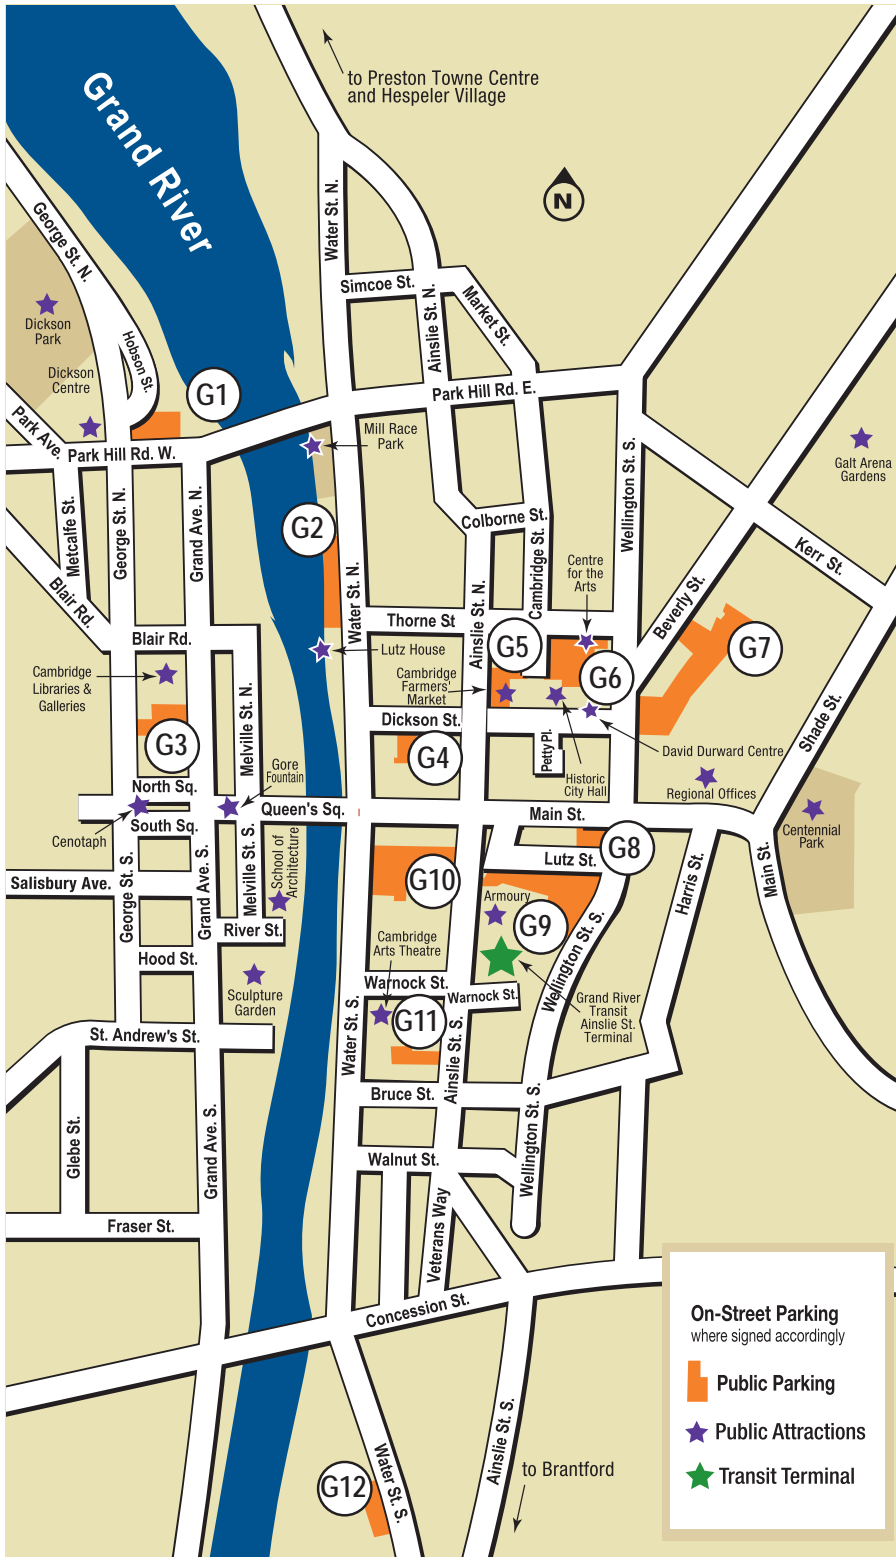 to Preston Towne Centre
and Hespeler Village
Grand River
N
Water St. N.
George St. N.
Simcoe St.
Ainslie St. N.
Market St.
Dickson
Park
Hobson St.
Dickson
Centre
G1
Park Hill Rd. E.
Park Ave.
Park Hill Rd. W.
Mill Race
Park
Galt Arena
Gardens
Wellington St. S.
Metcalfe St.
George St. N.
Grand Ave. N.
G2
Colborne St.
Kerr St.
Cambridge St.
Centre
for the
Arts
Blair Rd.
Water St. N.
Ainslie St. N.
Beverly St.
Thorne St
Blair Rd.
Lutz House
G5
G7
Cambridge
Libraries &
Galleries
Cambridge
Farmers'
Market
G6
Melville St. N.
Dickson St.
Shade St.
G3
G4
Petty Pl.
David Durward Centre
Gore
Fountain
Historic
City Hall
Regional Offices
North Sq.
Queen's Sq.
Main St.
Cenotaph
South Sq.
Centennial
Park
G8
Lutz St.
School of
Architecture
Main St.
Harris St.
Salisbury Ave.
George St. S.
Grand Ave. S.
Melville St. S.
G10
Armoury
G9
River St.
Cambridge
Arts Theatre
Hood St.
Wellington St. S.
Warnock St.
Warnock St.
Sculpture
Garden
Grand River
Transit
Ainslie St.
Terminal
G11
Water St. S.
Ainslie St. S.
St. Andrew's St.
Bruce St.
Glebe St.
Grand Ave. S.
Wellington St. S.
Walnut St.
Veterans Way
Fraser St.
Concession St.
On-Street Parking
where signed accordingly
Public Parking
Public Attractions
Transit Terminal
Ainslie St. S.
Water St. S.
to Brantford
G12